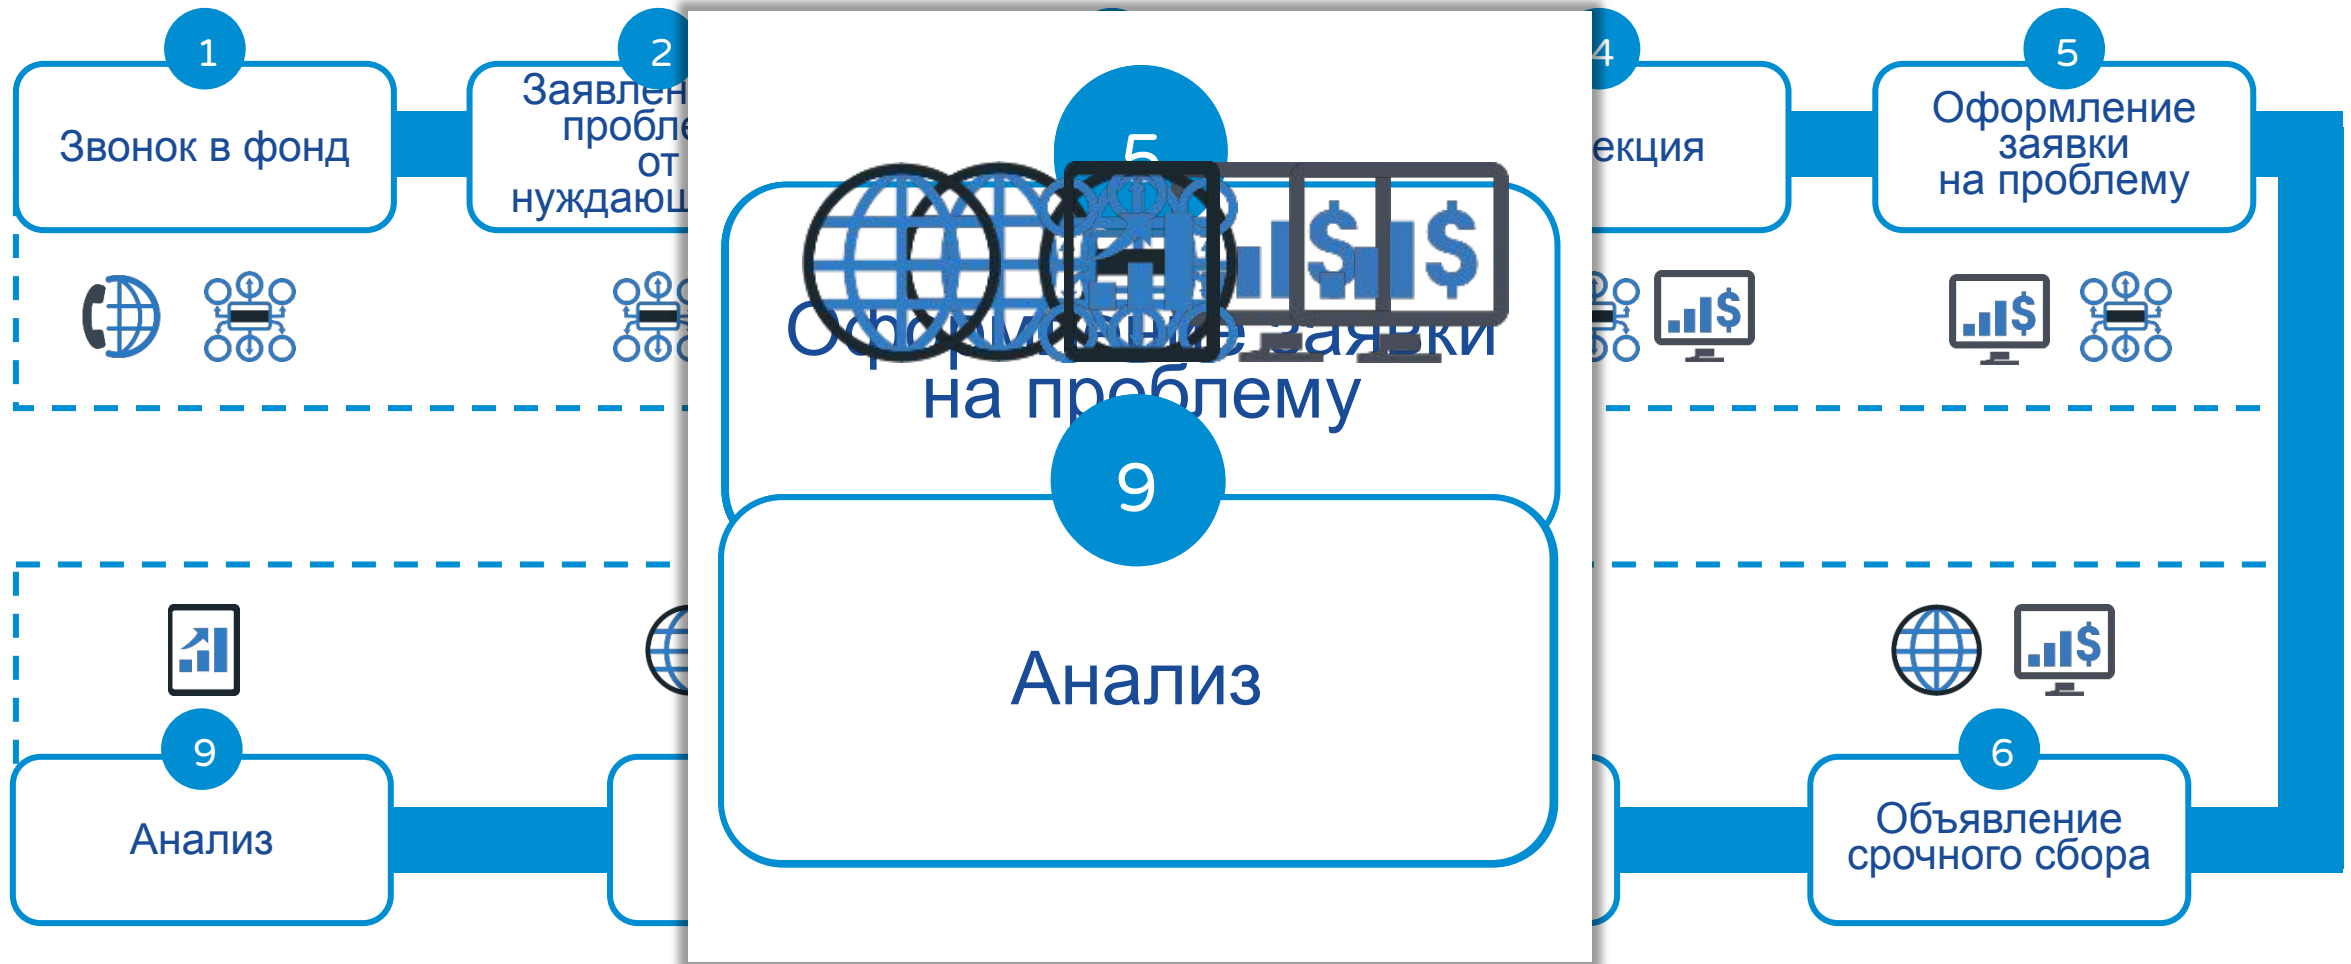 1
Звонок в фонд
2
Заявлен
пробле
от
нуждающ
4
екция
5
Оформление
заявки
на проблему
5
заявки
на проблему
9
Анализ
9
Анализ
6
Объявление
срочного сбора